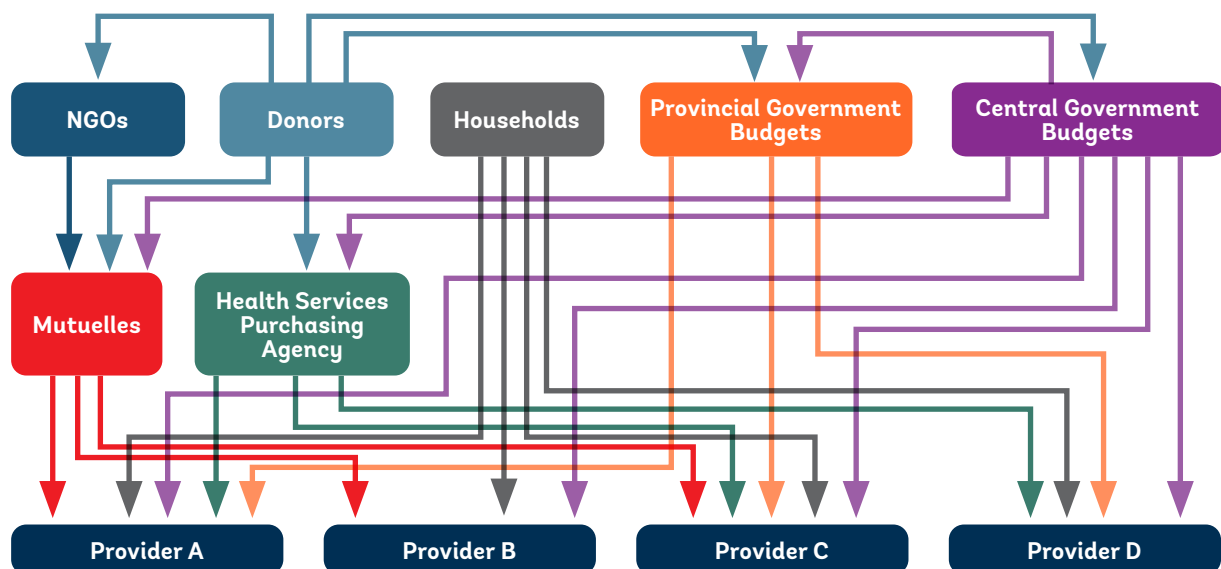 NGOs
Donors
Households
Provincial Government
Budgets
Central Government
Budgets
Mutuelles
Health Services
Purchasing
Agency
Provider A
Provider B
Provider C
Provider D